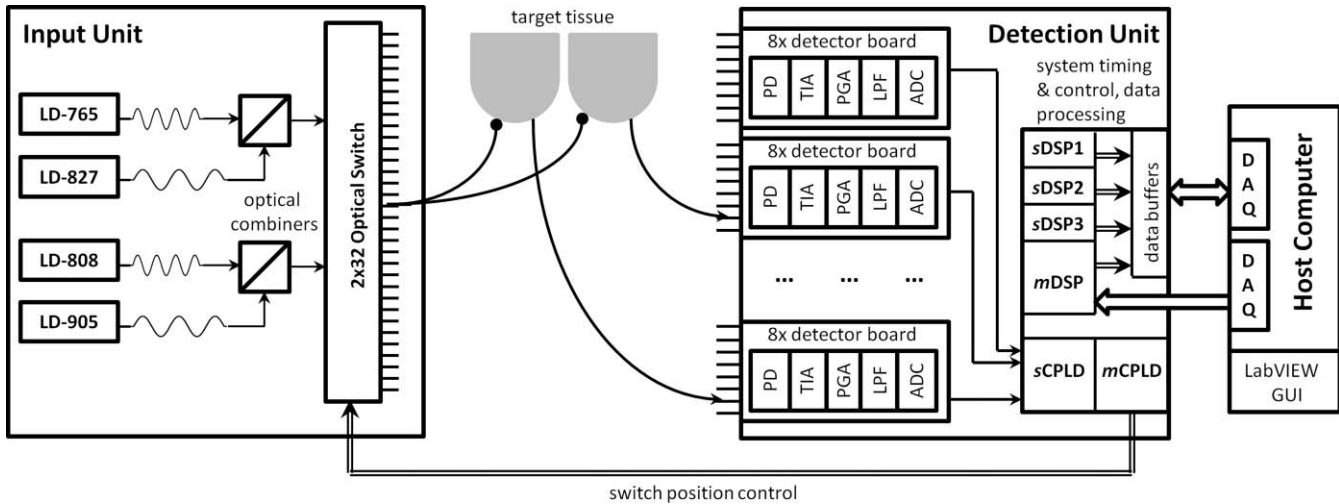 Input Unit
LD-765
LD-827
optical
combiners
LD-808
LD-905
2x32 Optical Switch
target tissue
Detection Unit
8x detector board
PD
TIA
PGA
LPF
ADC
8x detector board
PD
TIA
PGA
LPF
ADC
...
...
...
8x detector board
PD
TIA
PGA
LPF
ADC
system timing
& control, data
processing
sDSP1
sDSP2
sDSP3
mDSP
data buffers
sCPLD
mCPLD
DAQ
DAQ
Host Computer
LabVIEW
GUI
switch position control